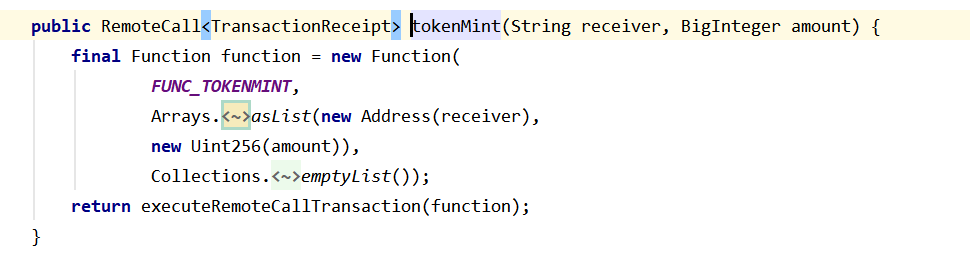 public RemoteCall<TransactionReceipt> tokenMint(String receiver, BigInteger amount) {
    final Function function = new Function(
            FUNC_TOKENMINT,
            Arrays.<~>asList(new Address(receiver),
            new Uint256(amount)),
            Collections.<~>emptyList());
    return executeRemoteCallTransaction(function);
}